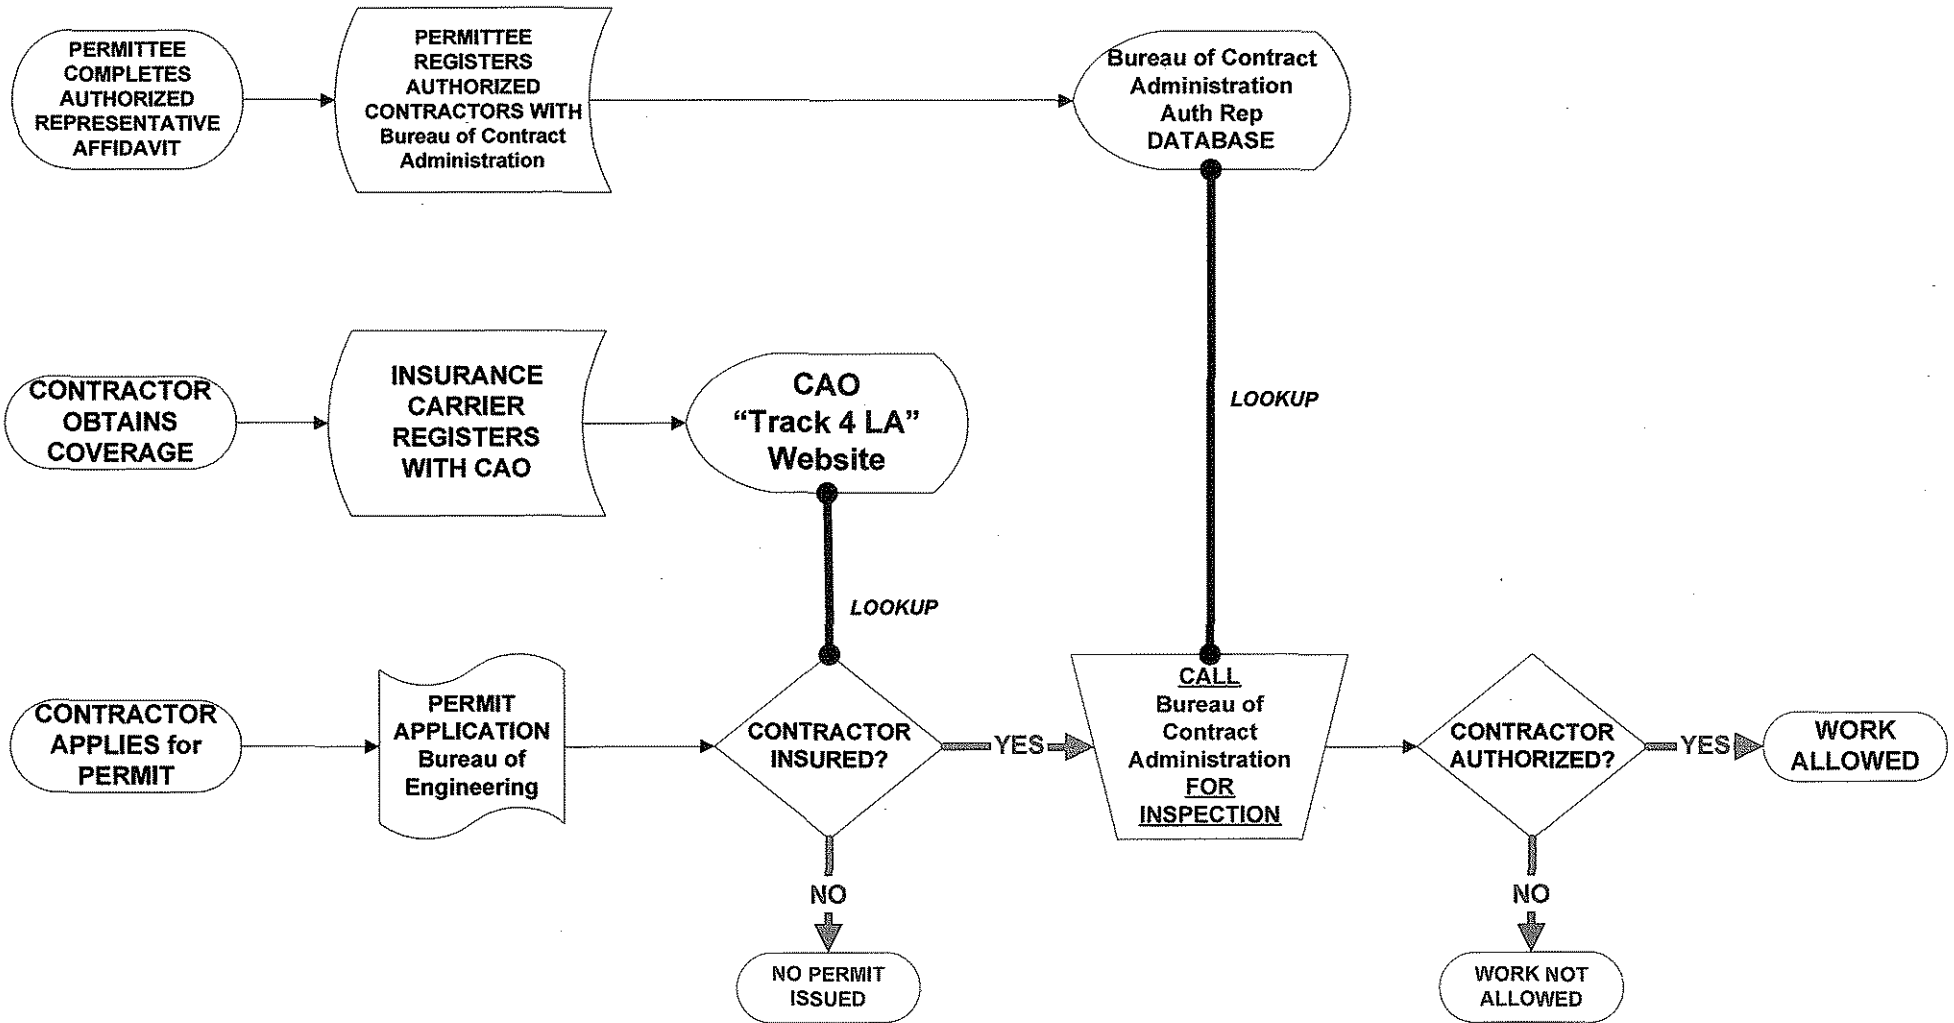 PERMITTEE
COMPLETES
AUTHORIZED
REPRESENTATIVE
AFFIDAVIT
PERMITTEE
REGISTERS
AUTHORIZED
CONTRACTORS WITH
Bureau of Contract
Administration
Bureau of Contract
Administration
Auth Rep
DATABASE
LOOKUP
CONTRACTOR
OBTAINS
COVERAGE
INSURANCE
CARRIER
REGISTERS
WITH CAO
CAO
“Track 4 LA”
Website
LOOKUP
CONTRACTOR
APPLIES for
PERMIT
PERMIT
APPLICATION
Bureau of
Engineering
CONTRACTOR
INSURED?
YES
NO
NO PERMIT
ISSUED
CALL
Bureau of
Contract
Administration
FOR
INSPECTION
CONTRACTOR
AUTHORIZED?
YES
WORK
ALLOWED
NO
WORK NOT
ALLOWED